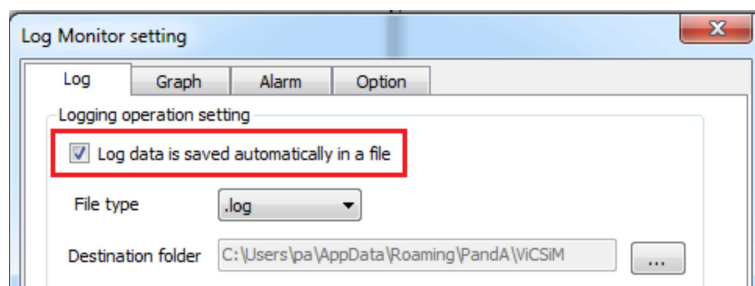 Log Monitor setting
Log Graph Alarm Option
Logging operation setting
Log data is saved automatically in a file
File type .log
Destination folder C:\Users\pa\AppData\Roaming\PandA\ViCSiM ...